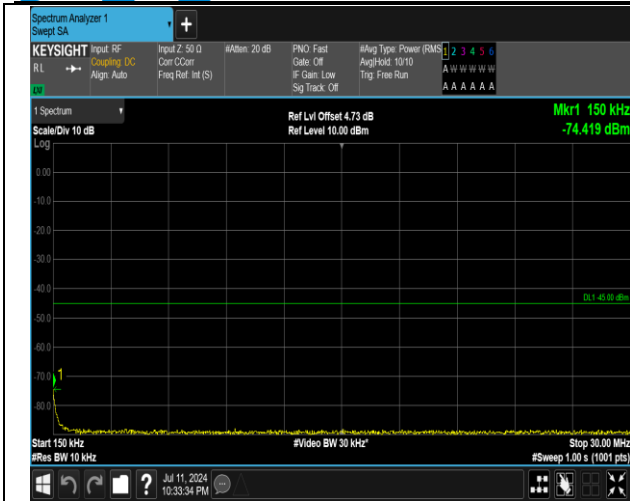 Spectrum Analyzer 1
Swept SA
KEYSIGHT
RL
Input: RF
Coupling: DC
Align: Auto
Input Z: 50 Ω
Corr CCorr
Freq Ref: Int (S)
#Atten: 20 dB
PNO: Fast
Gate: Off
IF Gain: Low
Sig Track: Off
#Avg Type: Power (RMS
Avg|Hold: 10/10
Trig: Free Run
1 2 3 4 5 6
A W W W W W
A A A A A A
1 Spectrum
Scale/Div 10 dB
Log
Ref Lvl Offset 4.73 dB
Ref Level 10.00 dBm
Mkr1 150 kHz
-74.419 dBm
0.00
-10.0
-20.0
-30.0
-40.0
DL1 -45.00 dBm
-50.0
-60.0
-70.0
1
-80.0
Start 150 kHz
#Res BW 10 kHz
#Video BW 30 kHz*
Stop 30.00 MHz
#Sweep 1.00 s (1001 pts)
?
Jul 11, 2024
10:33:34 PM